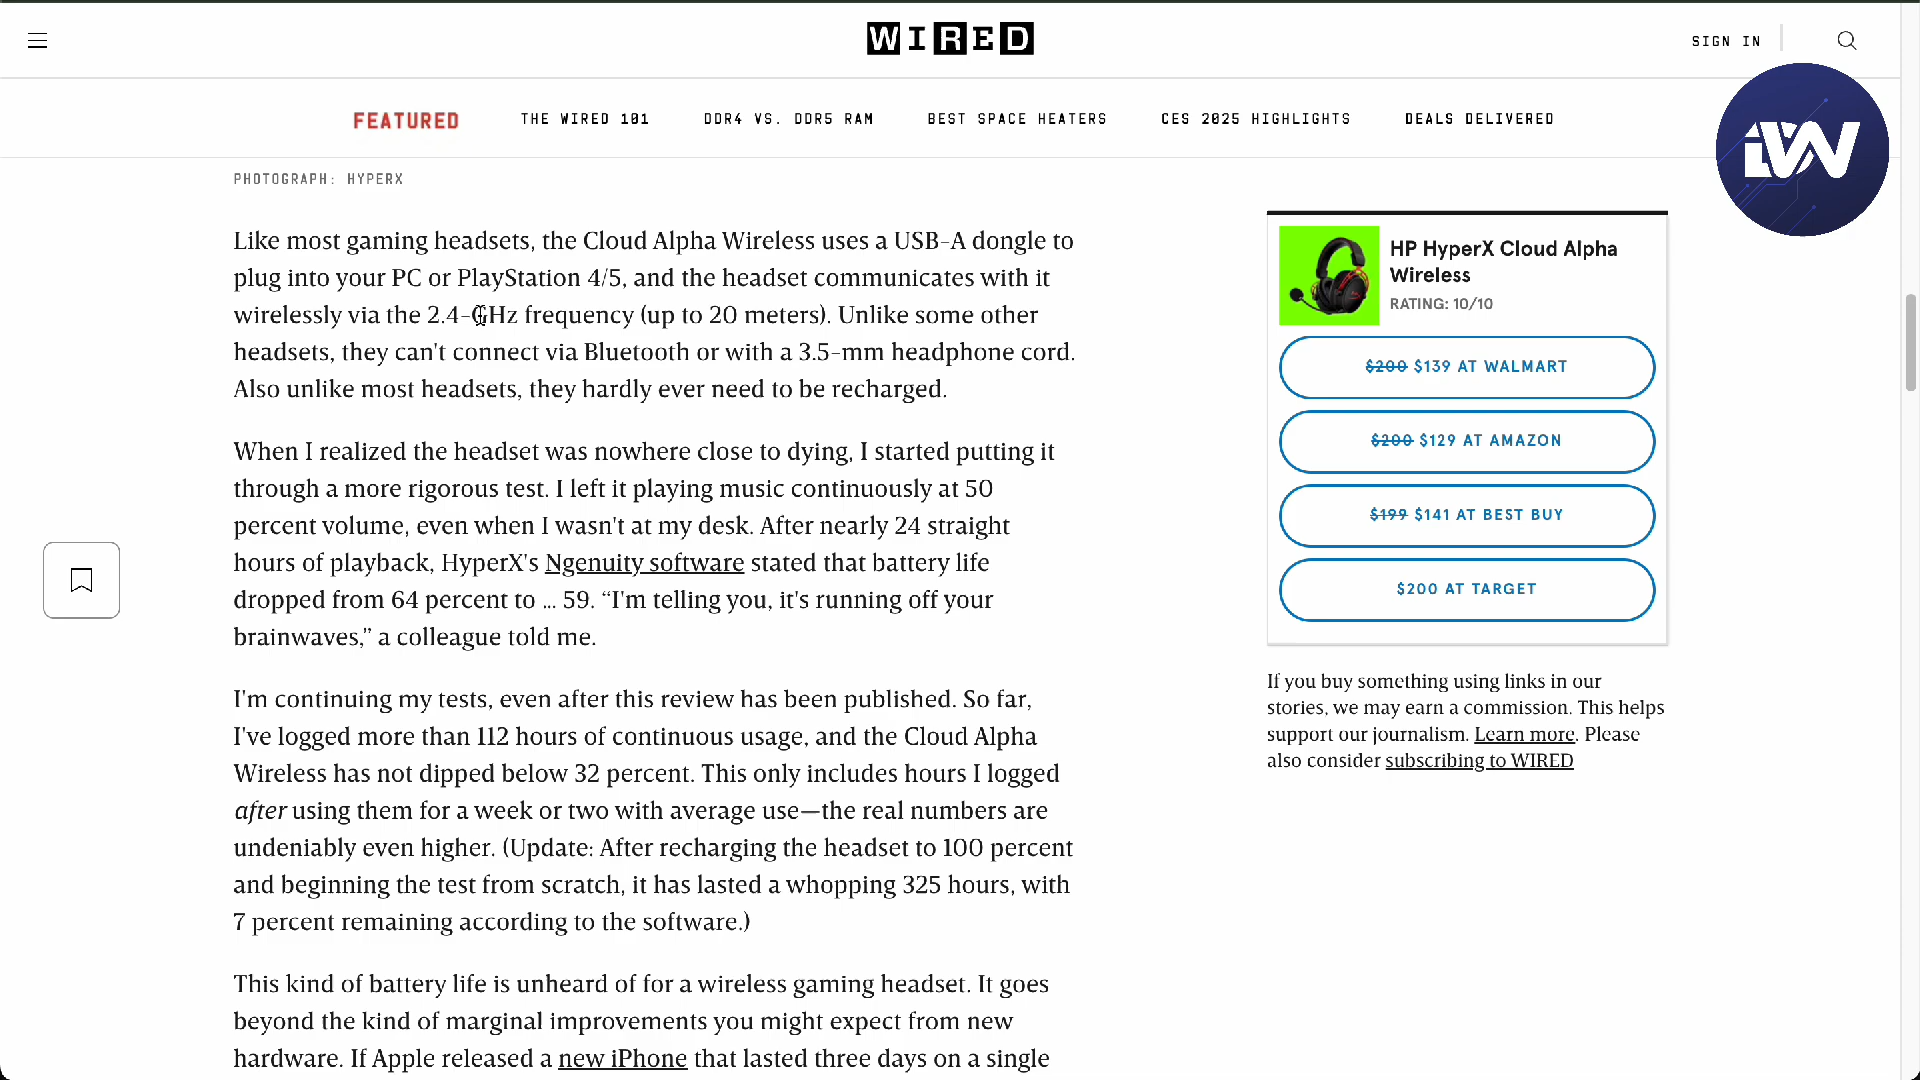 WIRED
SIGN IN
FEATURED
THE WIRED 101
DDR4 VS. DDR5 RAM
BEST SPACE HEATERS
CES 2025 HIGHLIGHTS
DEALS DELIVERED
IDW
PHOTOGRAPH: HYPERX
Like most gaming headsets, the Cloud Alpha Wireless uses a USB-A dongle to
plug into your PC or PlayStation 4/5, and the headset communicates with it
wirelessly via the 2.4-GHz frequency (up to 20 meters). Unlike some other
headsets, they can't connect via Bluetooth or with a 3.5-mm headphone cord.
Also unlike most headsets, they hardly ever need to be recharged.
When I realized the headset was nowhere close to dying, I started putting it
through a more rigorous test. I left it playing music continuously at 50
percent volume, even when I wasn't at my desk. After nearly 24 straight
hours of playback, HyperX's Ngenuity software stated that battery life
dropped from 64 percent to ... 59. “I'm telling you, it's running off your
brainwaves,” a colleague told me.
I'm continuing my tests, even after this review has been published. So far,
I've logged more than 112 hours of continuous usage, and the Cloud Alpha
Wireless has not dipped below 32 percent. This only includes hours I logged
after using them for a week or two with average use—the real numbers are
undeniably even higher. (Update: After recharging the headset to 100 percent
and beginning the test from scratch, it has lasted a whopping 325 hours, with
7 percent remaining according to the software.)
This kind of battery life is unheard of for a wireless gaming headset. It goes
beyond the kind of marginal improvements you might expect from new
hardware. If Apple released a new iPhone that lasted three days on a single
HP HyperX Cloud Alpha
Wireless
RATING: 10/10
$200 $139 AT WALMART
$200 $129 AT AMAZON
$199 $141 AT BEST BUY
$200 AT TARGET
If you buy something using links in our
stories, we may earn a commission. This helps
support our journalism. Learn more. Please
also consider subscribing to WIRED